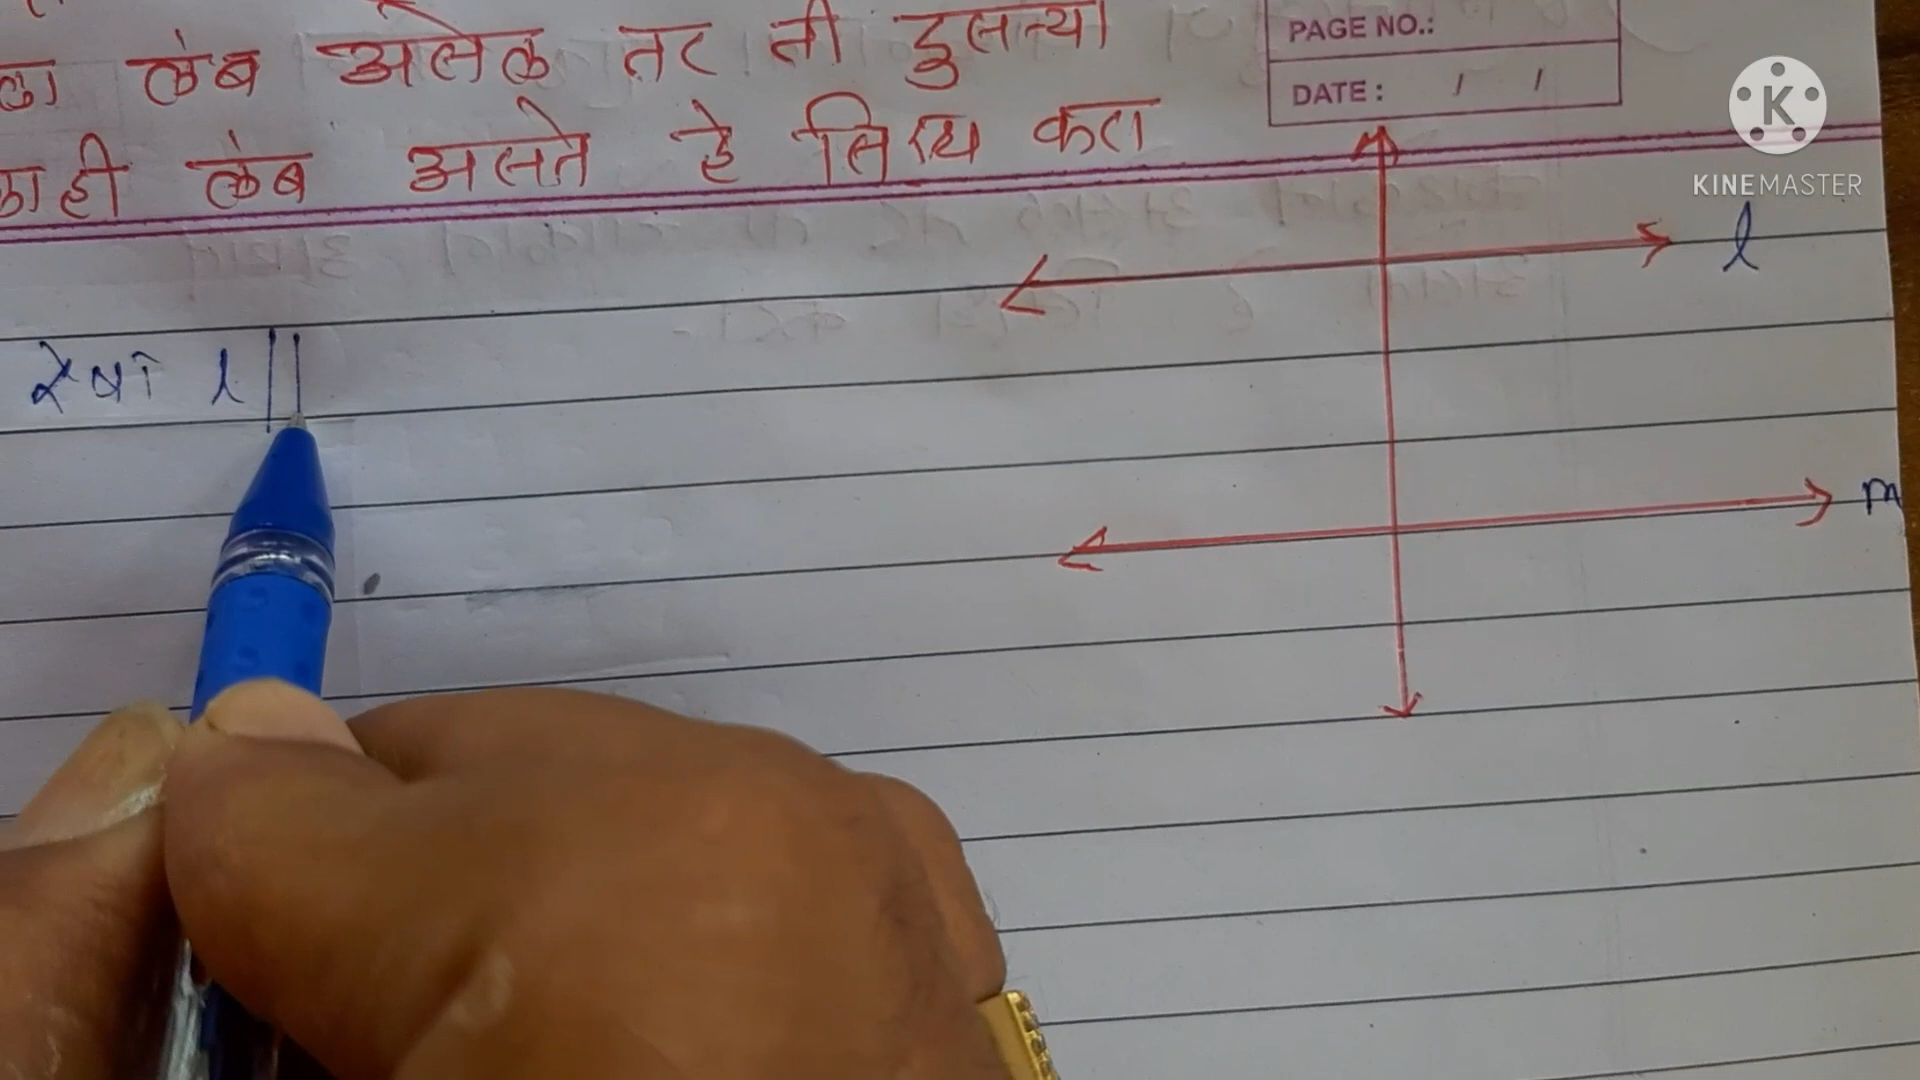 ला लंब असेल तर ती दुसऱ्या
लाही लंब असते हे सिद्ध करा
PAGE NO.:
DATE: / /
K
KINEMASTER
l
रेषा l ||
m